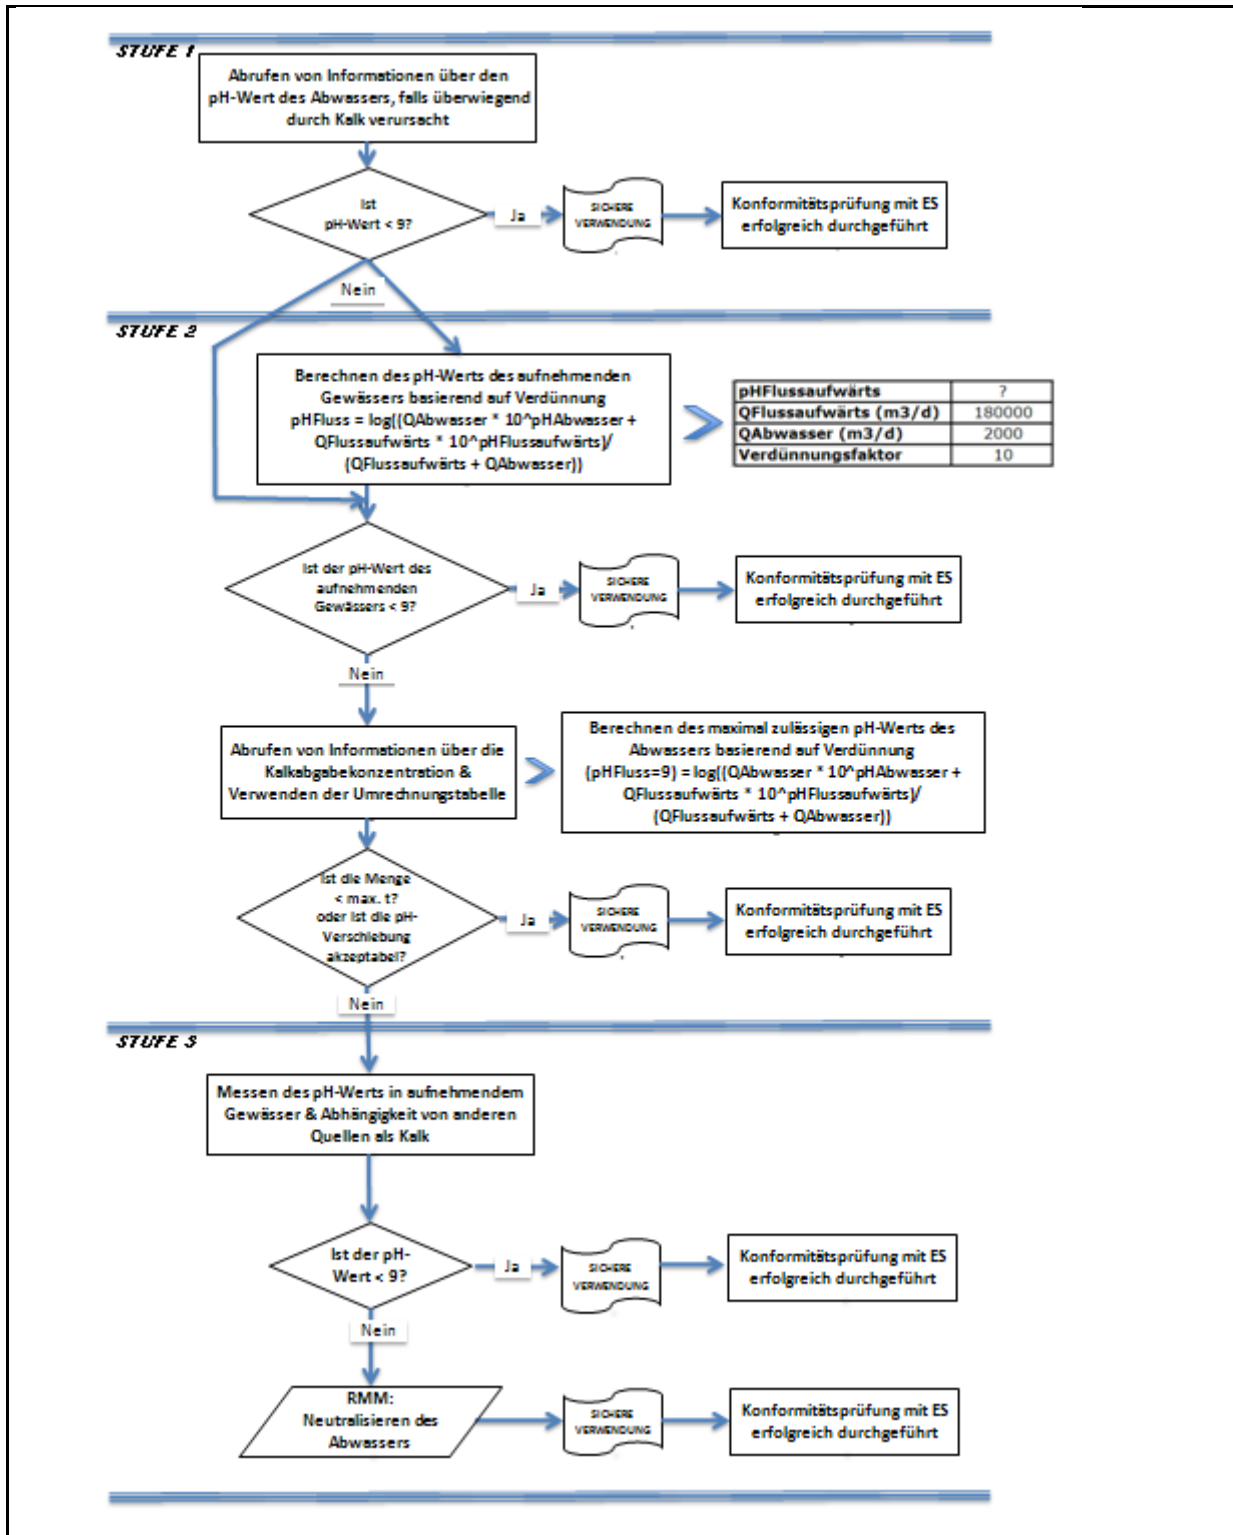 STUFE 1
Abrufen von Informationen über den
pH-Wert des Abwassers, falls überwiegend
durch Kalk verursacht
Ist
pH-Wert < 9?
Ja
SICHERE
VERWENDUNG
Konformitätsprüfung mit ES
erfolgreich durchgeführt
Nein
STUFE 2
Berechnen des pH-Werts des aufnehmenden
Gewässers basierend auf Verdünnung
pHFluss = log((QAbwasser * 10^pHAbwasser +
QFlussaufwärts * 10^pHFlussaufwärts)/
(QFlussaufwärts + QAbwasser))
pHFlussaufwärts ?
QFlussaufwärts (m3/d) 180000
QAbwasser (m3/d) 2000
Verdünnungsfaktor 10
Ist der pH-Wert des
aufnehmenden
Gewässers < 9?
Ja
SICHERE
VERWENDUNG
Konformitätsprüfung mit ES
erfolgreich durchgeführt
Nein
Abrufen von Informationen über die
Kalkabgabekonzentration &
Verwenden der Umrechnungstabelle
Berechnen des maximal zulässigen pH-Werts des
Abwassers basierend auf Verdünnung
(pHFluss=9) = log((QAbwasser * 10^pHAbwasser +
QFlussaufwärts * 10^pHFlussaufwärts)/
(QFlussaufwärts + QAbwasser))
Ist die Menge
< max. t?
oder ist die pH-
Verschiebung
akzeptabel?
Ja
SICHERE
VERWENDUNG
Konformitätsprüfung mit ES
erfolgreich durchgeführt
Nein
STUFE 3
Messen des pH-Werts in aufnehmendem
Gewässer & Abhängigkeit von anderen
Quellen als Kalk
Ist der pH-
Wert < 9?
Ja
SICHERE
VERWENDUNG
Konformitätsprüfung mit ES
erfolgreich durchgeführt
Nein
RMM:
Neutralisieren des
Abwassers
SICHERE
VERWENDUNG
Konformitätsprüfung mit ES
erfolgreich durchgeführt